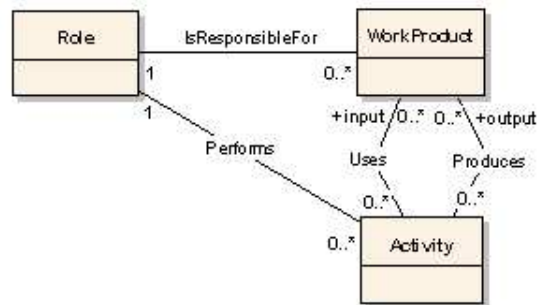 Role
IsResponsibleFor
WorkProduct
1
0..*
1
+input
0..*
0..*
+output
Performs
Uses
Produces
0..*
0..*
0..*
Activity